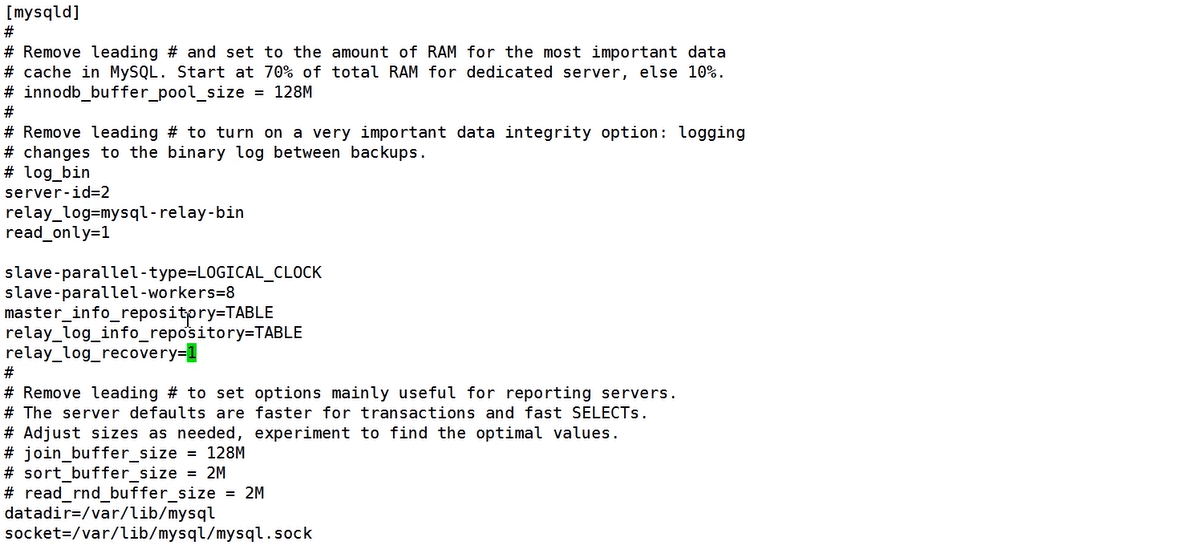 [mysqld]
#
# Remove leading # and set to the amount of RAM for the most important data
# cache in MySQL. Start at 70% of total RAM for dedicated server, else 10%.
# innodb_buffer_pool_size = 128M
#
# Remove leading # to turn on a very important data integrity option: logging
# changes to the binary log between backups.
# log_bin
server-id=2
relay_log=mysql-relay-bin
read_only=1
slave-parallel-type=LOGICAL_CLOCK
slave-parallel-workers=8
master_info_repository=TABLE
relay_log_info_repository=TABLE
relay_log_recovery=1
#
# Remove leading # to set options mainly useful for reporting servers.
# The server defaults are faster for transactions and fast SELECTs.
# Adjust sizes as needed, experiment to find the optimal values.
# join_buffer_size = 128M
# sort_buffer_size = 2M
# read_rnd_buffer_size = 2M
datadir=/var/lib/mysql
socket=/var/lib/mysql/mysql.sock